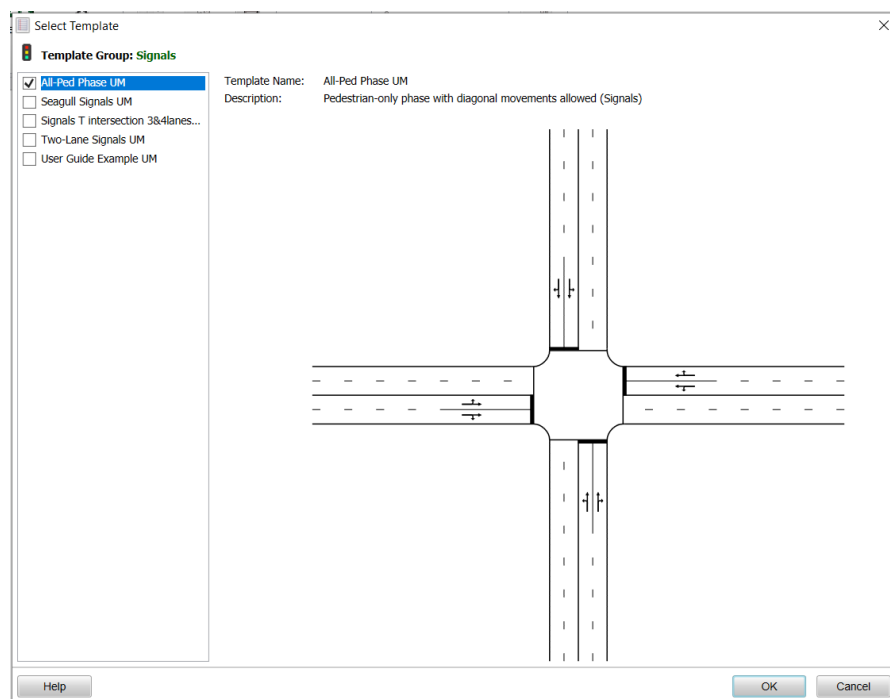 Select Template
Template Group: Signals
All-Ped Phase UM
Seagull Signals UM
Signals T intersection 3&4lanes...
Two-Lane Signals UM
User Guide Example UM
Template Name: All-Ped Phase UM
Description: Pedestrian-only phase with diagonal movements allowed (Signals)
Help
OK
Cancel